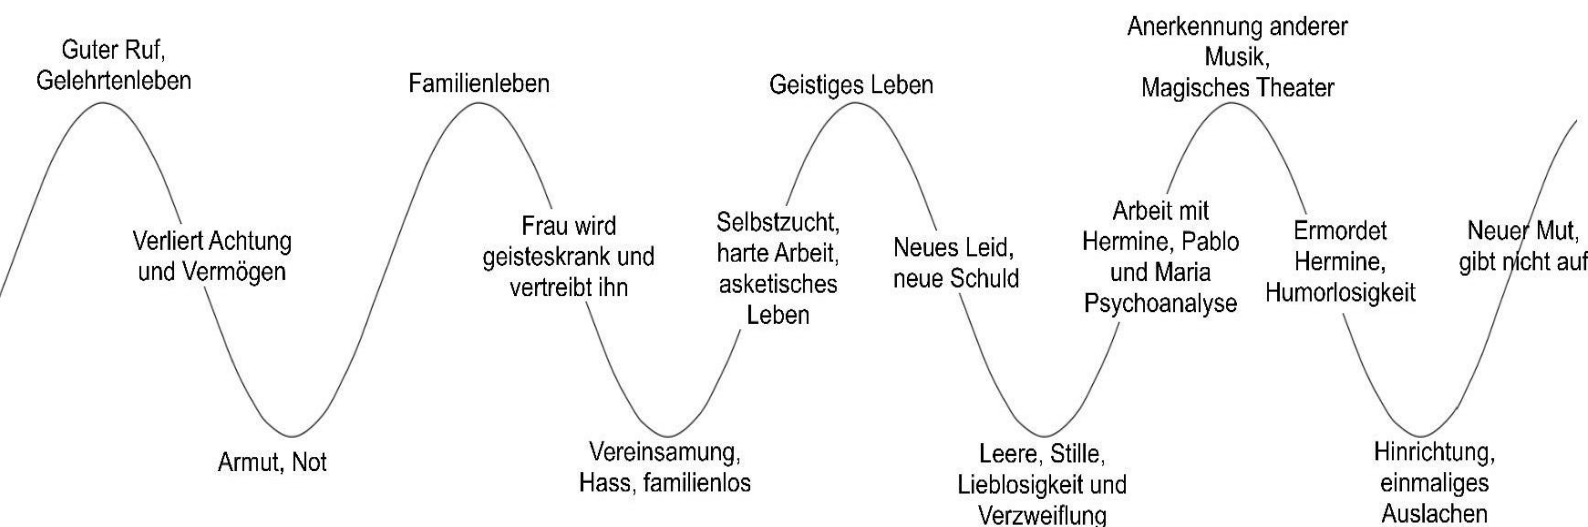 Guter Ruf,
Gelehrtenleben
Verliert Achtung
und Vermögen
Armut, Not
Familienleben
Frau wird
geisteskrank und
vertreibt ihn
Vereinsamung,
Hass, familienlos
Selbstzucht,
harte Arbeit,
asketisches
Leben
Geistiges Leben
Neues Leid,
neue Schuld
Leere, Stille,
Lieblosigkeit und
Verzweiflung
Arbeit mit
Hermine, Pablo
und Maria
Psychoanalyse
Anerkennung anderer
Musik,
Magisches Theater
Ermordet
Hermine,
Humorlosigkeit
Hinrichtung,
einmaliges
Auslachen
Neuer Mut,
gibt nicht auf